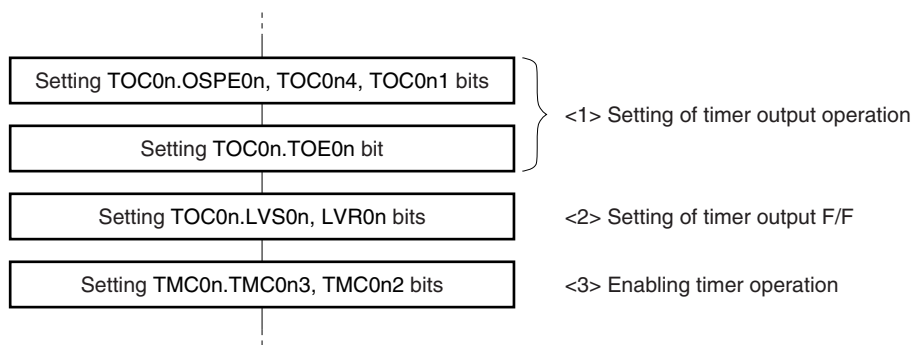 Setting TOC0n.OSPE0n, TOC0n4, TOC0n1 bits
<1> Setting of timer output operation
Setting TOC0n.TOE0n bit
Setting TOC0n.LVS0n, LVR0n bits
<2> Setting of timer output F/F
Setting TMC0n.TMC0n3, TMC0n2 bits
<3> Enabling timer operation